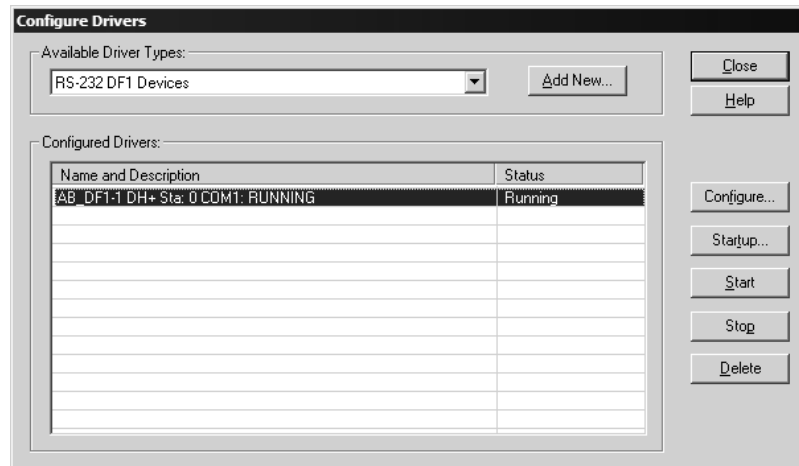 Configure Drivers
Available Driver Types:
RS-232 DF1 Devices
Add New...
Close
Help
Configured Drivers:
Name and Description Status
AB_DF1-1 DH+ Sta: 0 COM1: RUNNING Running
Configure...
Startup...
Start
Stop
Delete